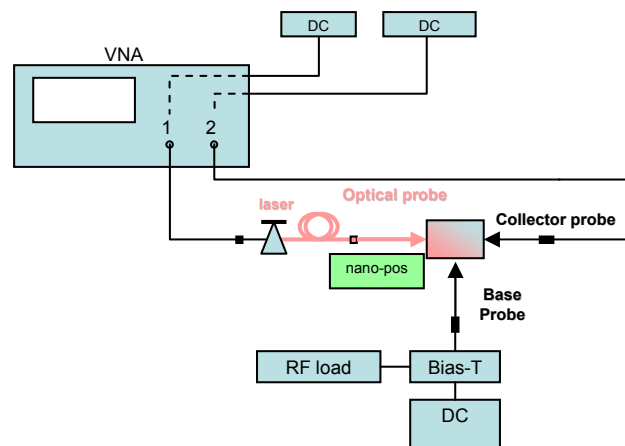 DC
DC
VNA
1
2
Optical probe
laser
Collector probe
nano-pos
Base
Probe
RF load
Bias-T
DC